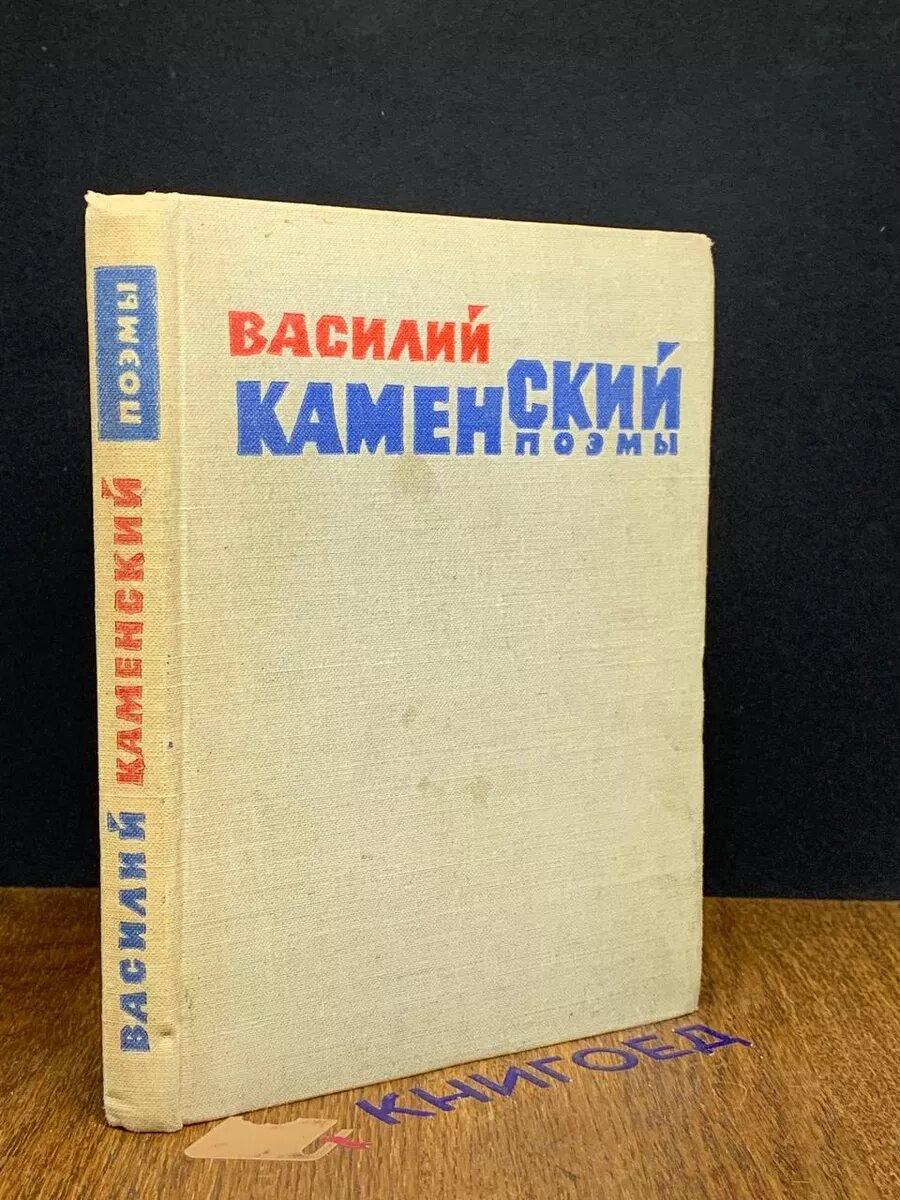 ВАСИЛИЙ
КАМЕНСКИЙ
ПОЭМЫ
ВАСИЛИЙ КАМЕНСКИЙ ПОЭМЫ
КНИГОЕД